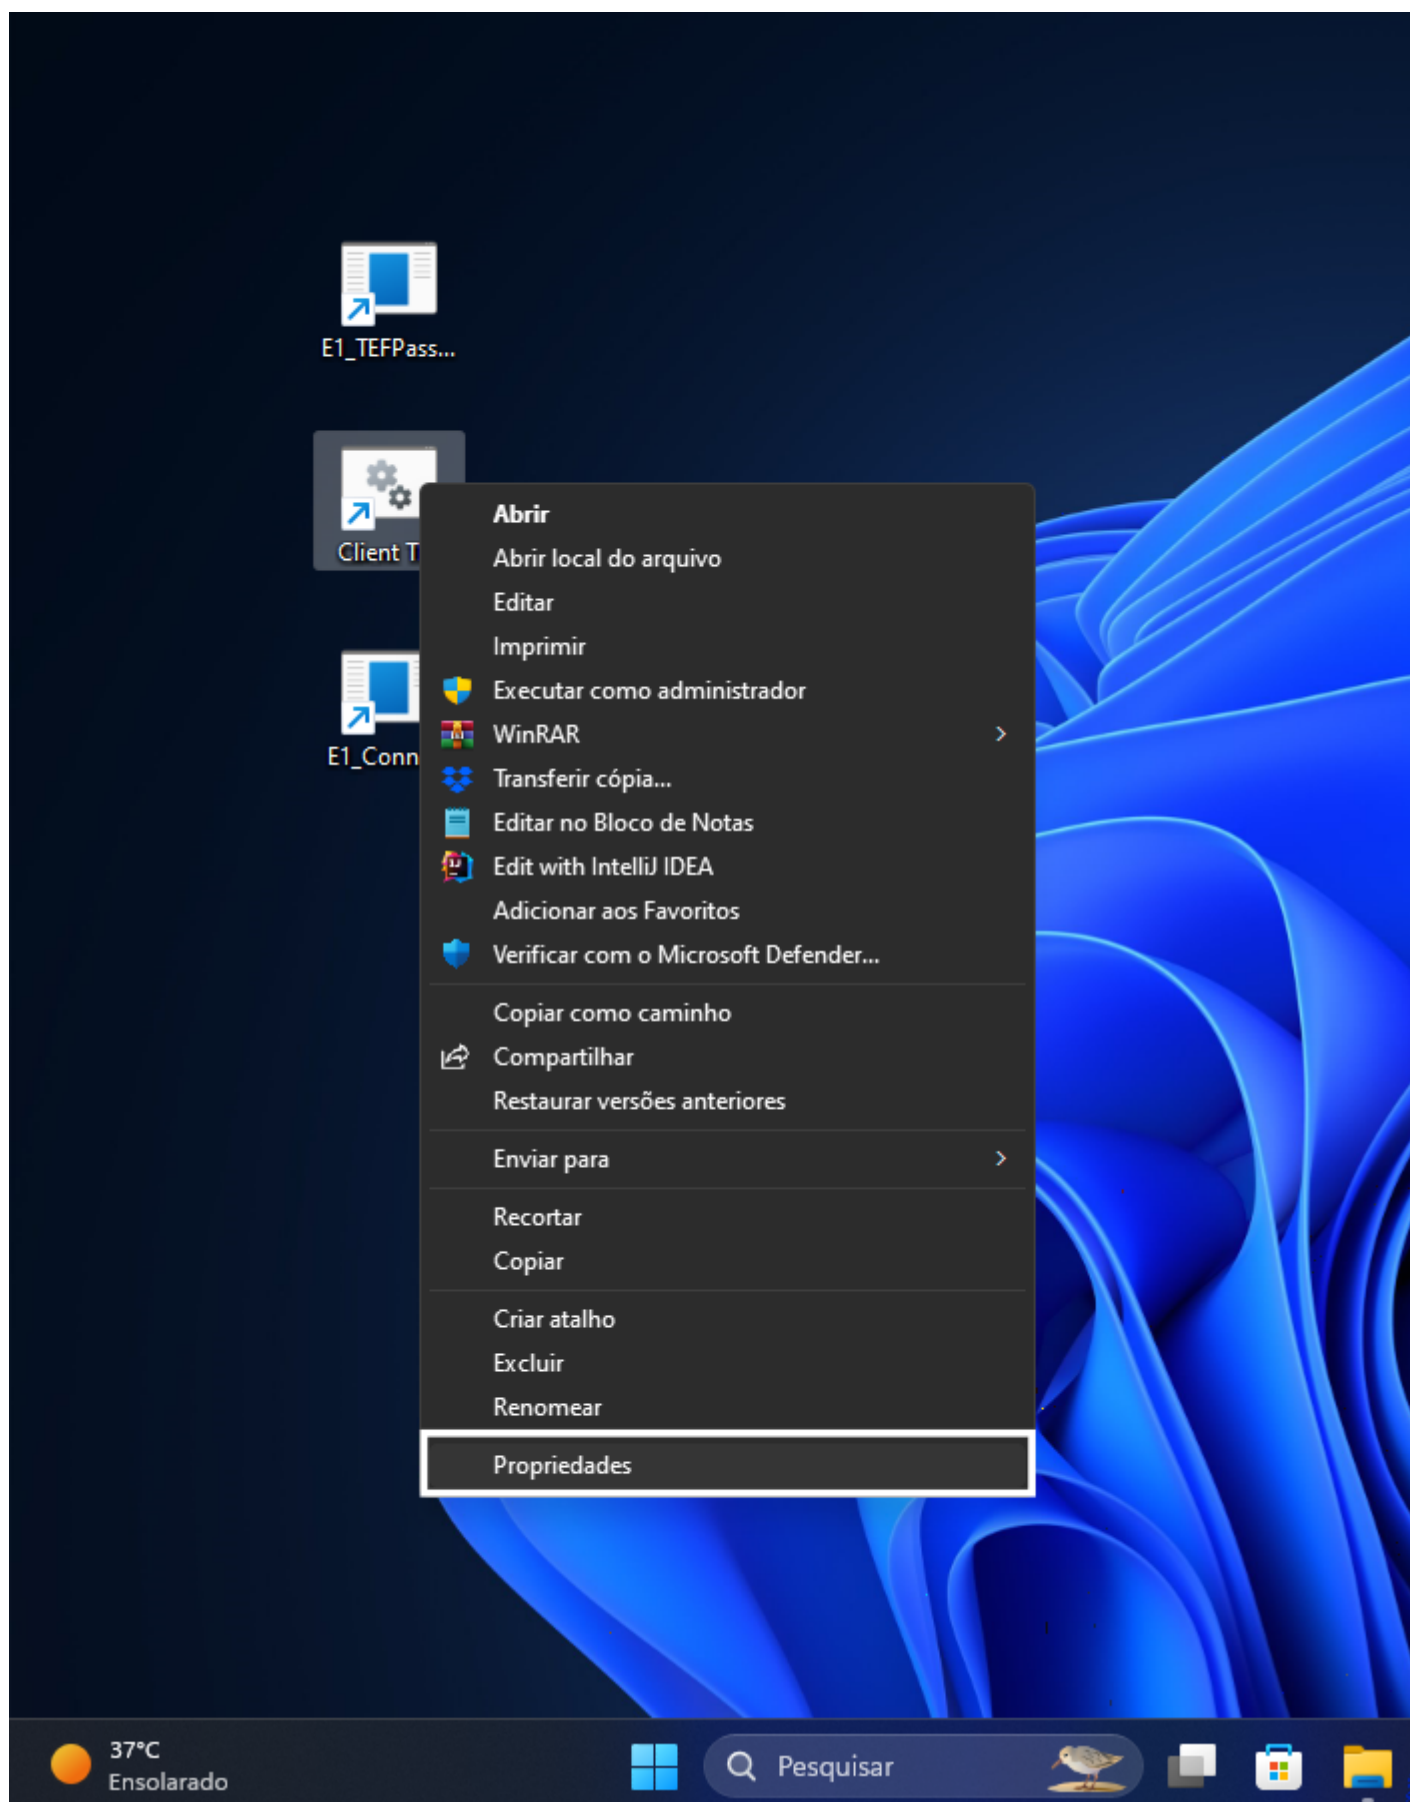 E1_TEFPass...
Client T
E1_Conn
Abrir
Abrir local do arquivo
Editar
Imprimir
Executar como administrador
WinRAR
Transferir cópia...
Editar no Bloco de Notas
Edit with IntelliJ IDEA
Adicionar aos Favoritos
Verificar com o Microsoft Defender...
Copiar como caminho
Compartilhar
Restaurar versões anteriores
Enviar para
Recortar
Copiar
Criar atalho
Excluir
Renomear
Propriedades
37°C
Ensolarado
Pesquisar